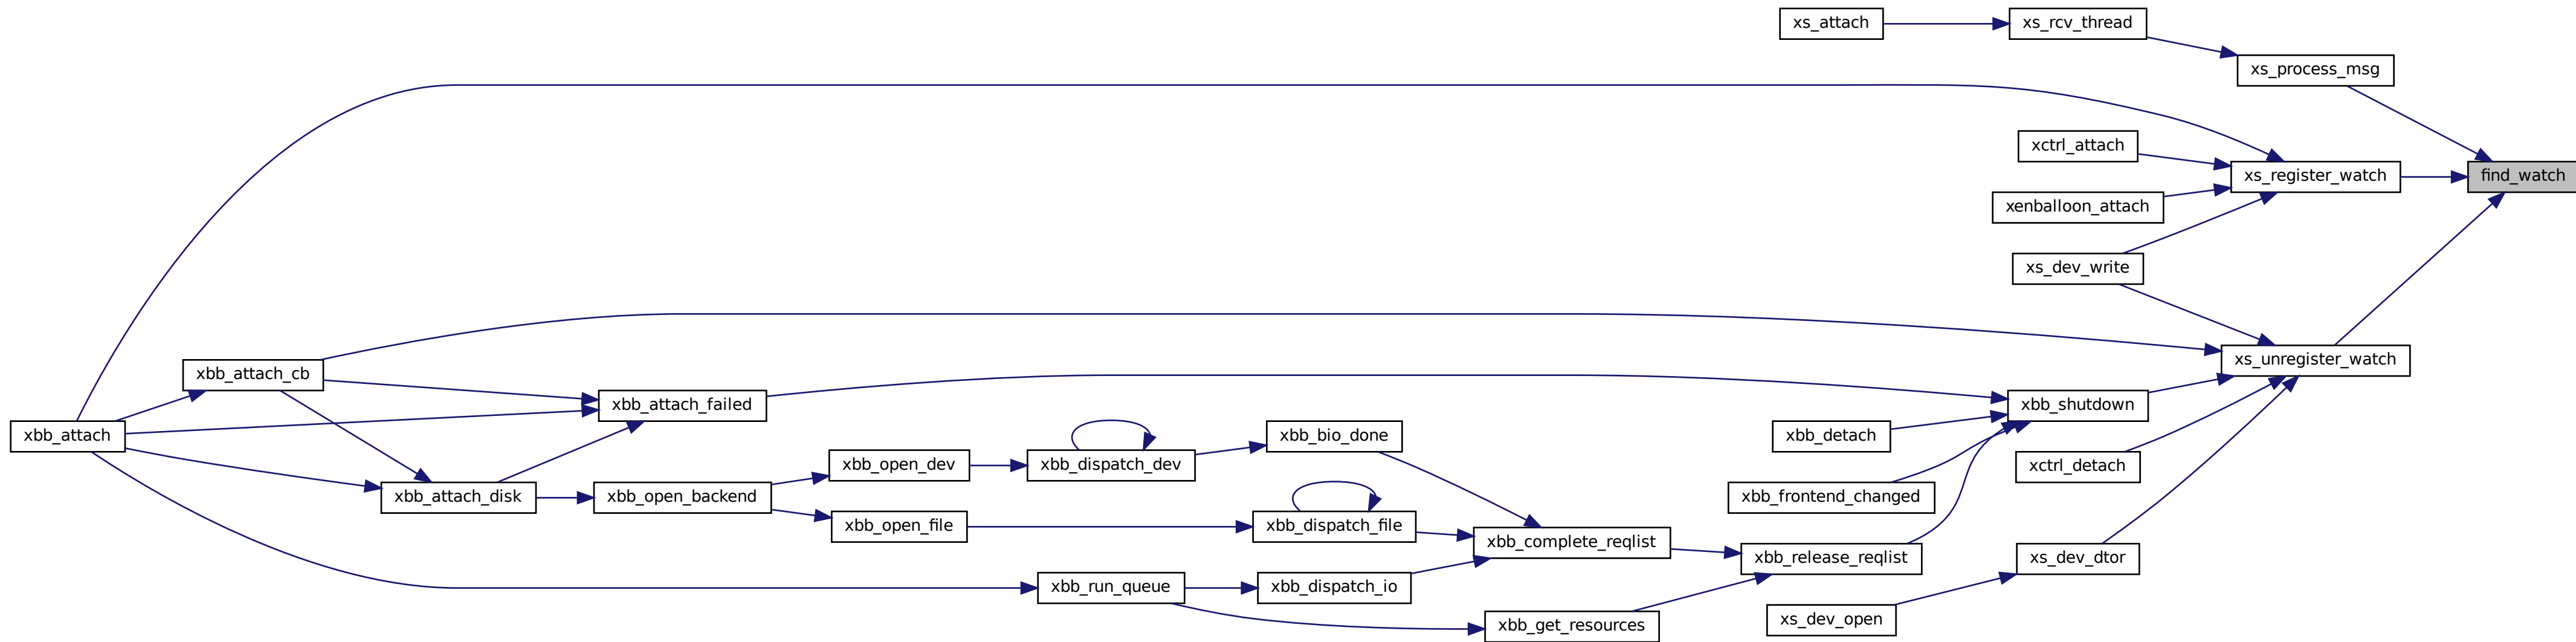 xs_attach
xs_rcv_thread
xs_process_msg
xctrl_attach
xs_register_watch
find_watch
xenballoon_attach
xs_dev_write
xs_unregister_watch
xbb_attach_cb
xbb_attach_failed
xbb_shutdown
xbb_attach
xbb_bio_done
xbb_detach
xbb_open_dev
xbb_dispatch_dev
xctrl_detach
xbb_attach_disk
xbb_open_backend
xbb_frontend_changed
xbb_open_file
xbb_dispatch_file
xbb_complete_reqlist
xbb_release_reqlist
xs_dev_dtor
xbb_run_queue
xbb_dispatch_io
xbb_get_resources
xs_dev_open